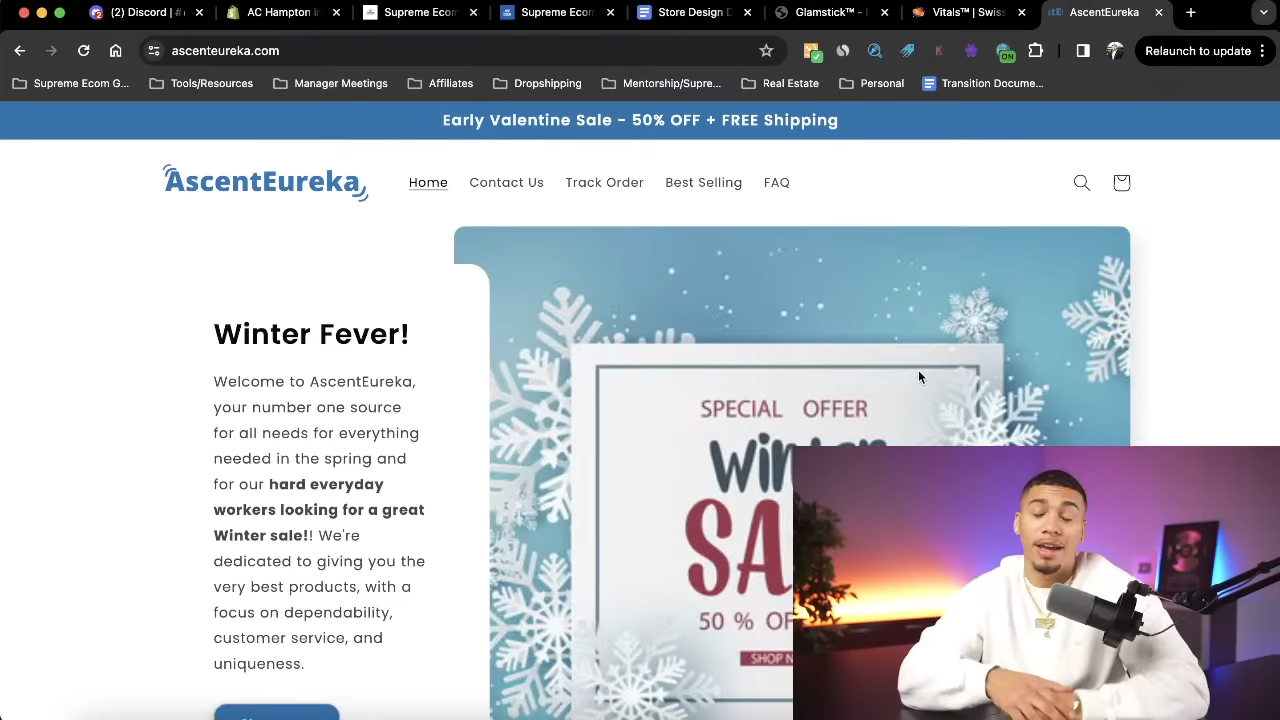 (2) Discord | #
AC Hampton i
Supreme Ecom
Supreme Econ
Store Design D
Glamstick™ -
Vitals™ | Swiss
AscentEureka
ascenteureka.com
ON
Relaunch to update
Supreme Ecom G...
Tools/Resources
Manager Meetings
Affiliates
Dropshipping
Mentorship/Supre...
Real Estate
Personal
Transition Docume...
Early Valentine Sale - 50% OFF + FREE Shipping
AscentEureka
Home
Contact Us
Track Order
Best Selling
FAQ
Winter Fever!
Welcome to AscentEureka,
your number one source
for all needs for everything
needed in the spring and
for our hard everyday
workers looking for a great
Winter sale!! We're
dedicated to giving you the
very best products, with a
focus on dependability,
customer service, and
uniqueness.
SPECIAL OFFER
SA
50 % OF
SHOP N